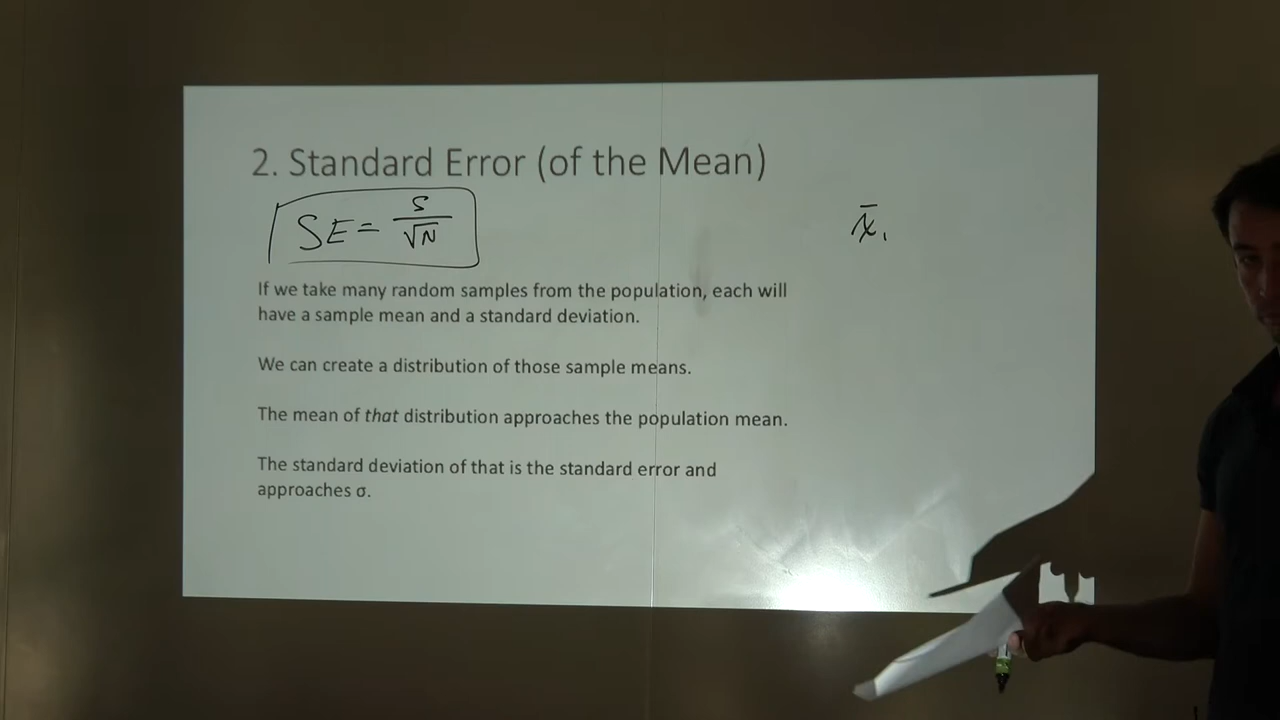 2. Standard Error (of the Mean)
SE = s/√N
x̄₁
If we take many random samples from the population, each will
have a sample mean and a standard deviation.
We can create a distribution of those sample means.
The mean of that distribution approaches the population mean.
The standard deviation of that is the standard error and
approaches σ.